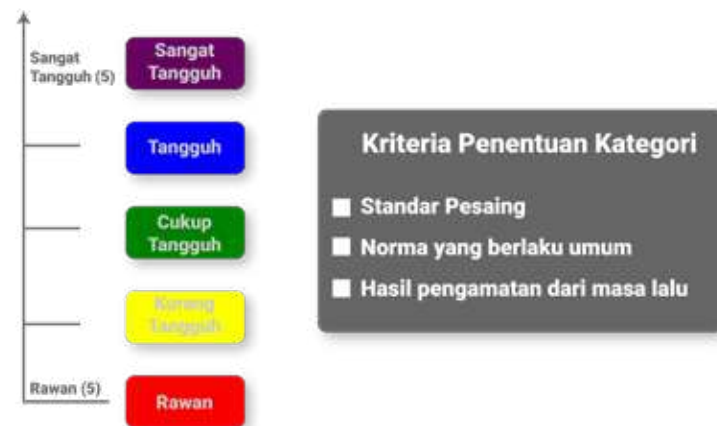 Sangat
Tangguh (5)
Sangat
Tangguh
Tangguh
Cukup
Tangguh
Kurang
Tangguh
Rawan (5)
Rawan
Kriteria Penentuan Kategori
Standar Pesaing
Norma yang berlaku umum
Hasil pengamatan dari masa lalu